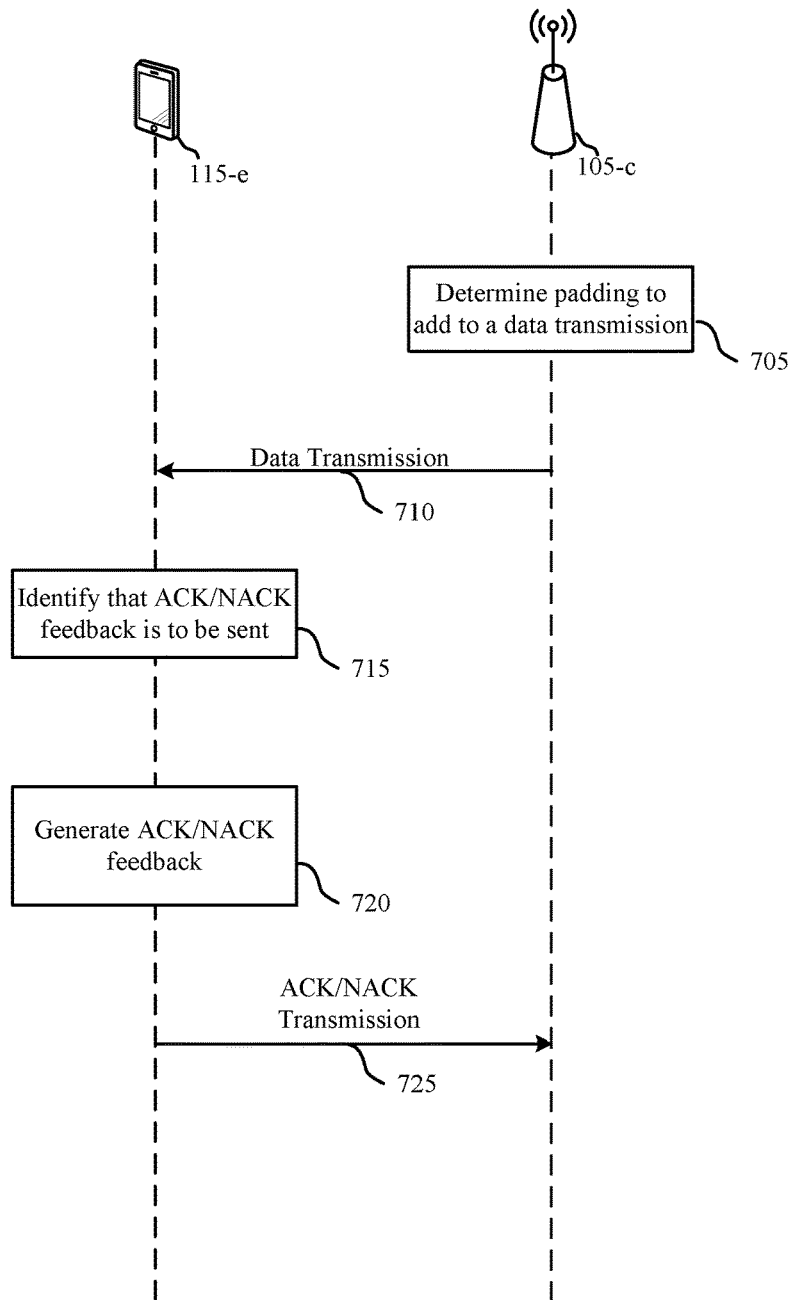 115-e
105-c
Determine padding to
add to a data transmission
705
Data Transmission
710
Identify that ACK/NACK
feedback is to be sent
715
Generate ACK/NACK
feedback
720
ACK/NACK
Transmission
725